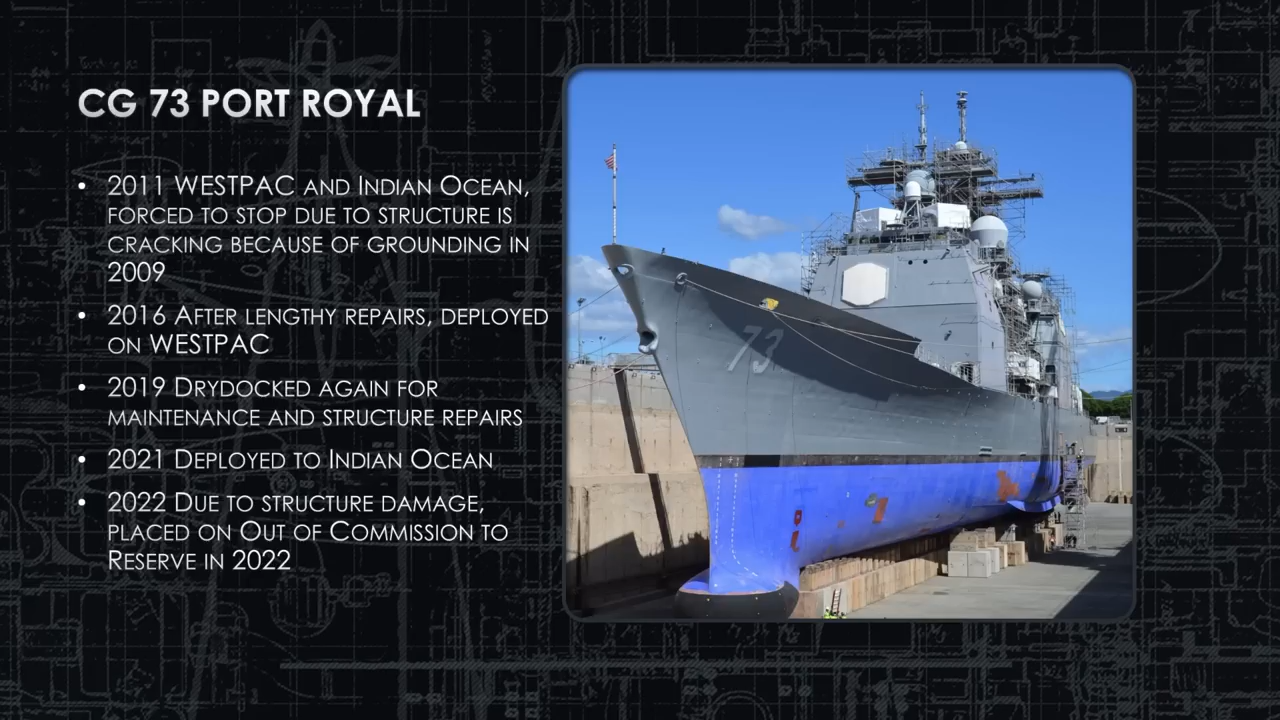 CG 73 PORT ROYAL
• 2011 WESTPAC AND INDIAN OCEAN,
FORCED TO STOP DUE TO STRUCTURE IS
CRACKING BECAUSE OF GROUNDING IN
2009
• 2016 AFTER LENGTHY REPAIRS, DEPLOYED
ON WESTPAC
• 2019 DRYDOCKED AGAIN FOR
MAINTENANCE AND STRUCTURE REPAIRS
• 2021 DEPLOYED TO INDIAN OCEAN
• 2022 DUE TO STRUCTURE DAMAGE,
PLACED ON OUT OF COMMISSION TO
RESERVE IN 2022
73